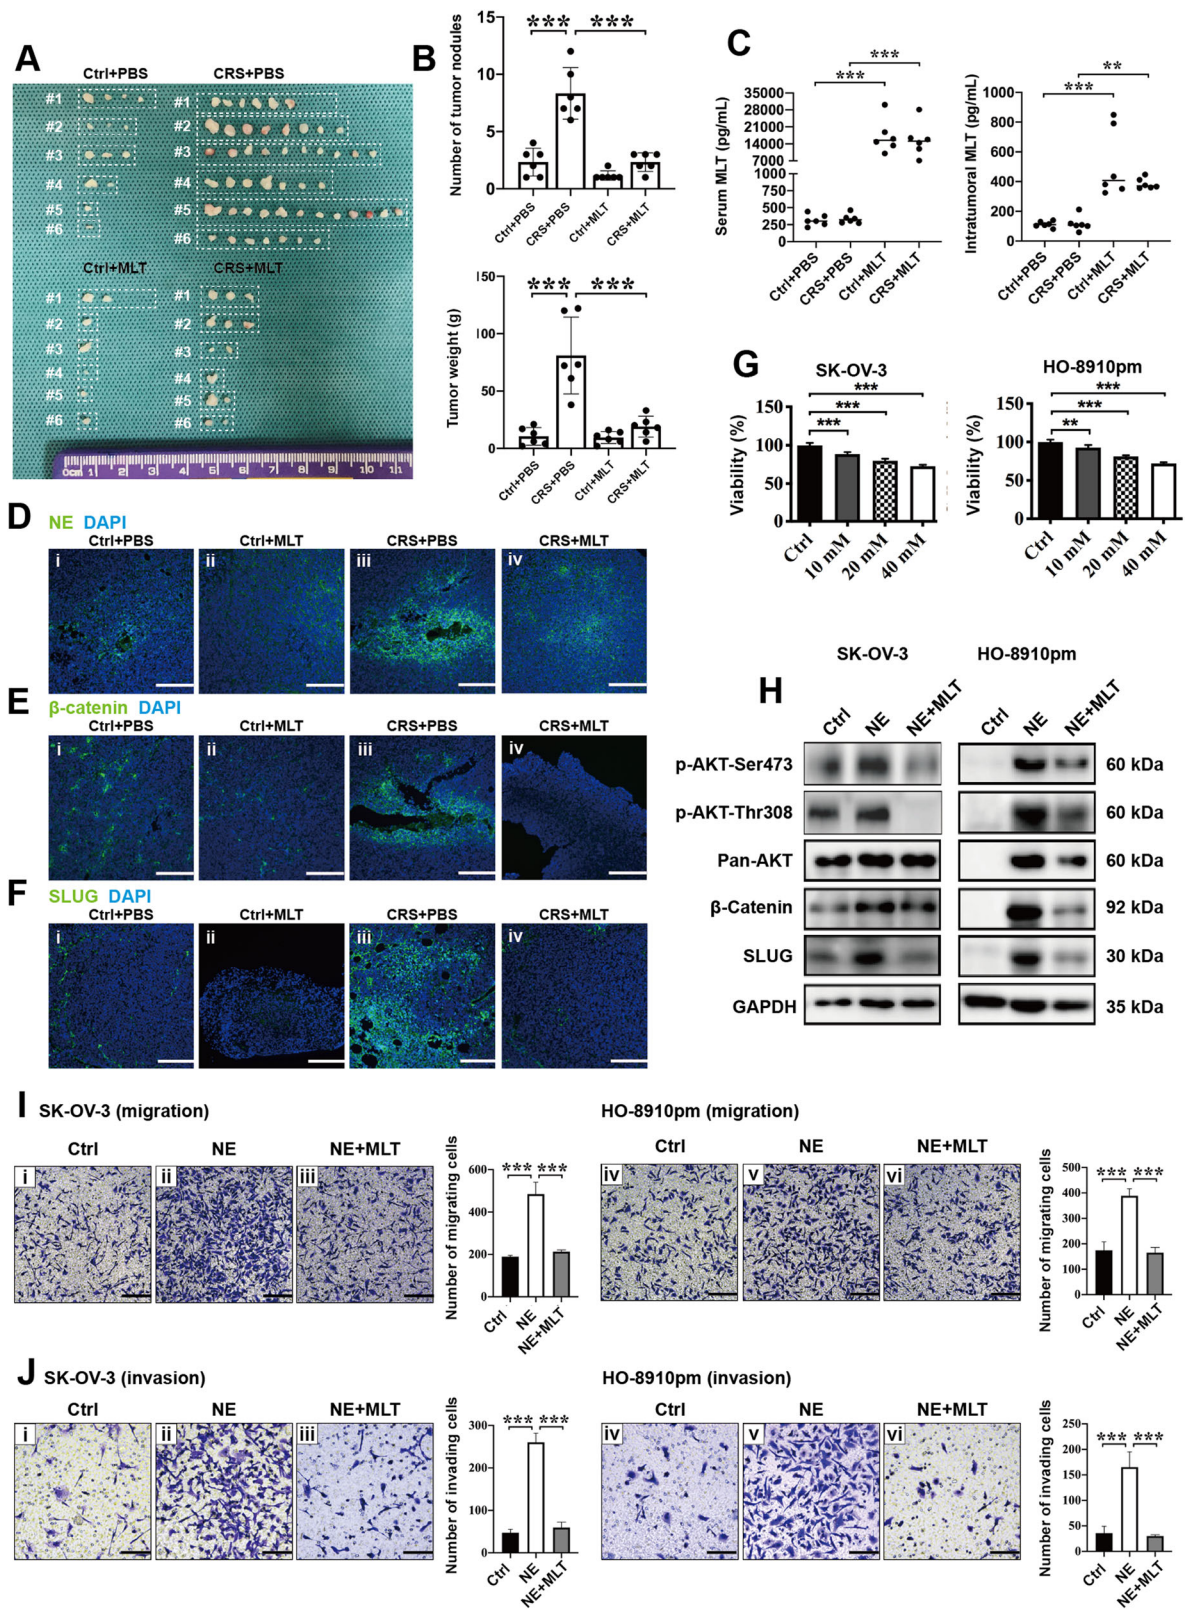 A
Ctrl+PBS CRS+PBS
#1 #1
#2 #2
#3 #3
#4 #4
#5 #5
#6 #6
Ctrl+MLT CRS+MLT
#1 #1
#2 #2
#3 #3
#4 #4
#5 #5
#6 #6
0cm 1 2 3 4 5 6 7 8 9 10 11
B
Number of tumor nodules
15
10
5
0
*** ***
Ctrl+PBS CRS+PBS Ctrl+MLT CRS+MLT
Tumor weight (g)
150
100
50
0
*** ***
Ctrl+PBS CRS+PBS Ctrl+MLT CRS+MLT
C
Serum MLT (pg/mL)
35000
28000
21000
14000
7000
1000
750
500
250
0
***
***
Ctrl+PBS CRS+PBS Ctrl+MLT CRS+MLT
Intratumoral MLT (pg/mL)
1000
800
600
400
200
0
**
***
Ctrl+PBS CRS+PBS Ctrl+MLT CRS+MLT
G
SK-OV-3
Viability (%)
150
100
50
0
***
***
***
Ctrl 10 mM 20 mM 40 mM
HO-8910pm
Viability (%)
150
100
50
0
***
***
**
Ctrl 10 mM 20 mM 40 mM
D
NE DAPI
Ctrl+PBS Ctrl+MLT CRS+PBS CRS+MLT
i ii iii iv
E
β-catenin DAPI
Ctrl+PBS Ctrl+MLT CRS+PBS CRS+MLT
i ii iii iv
F
SLUG DAPI
Ctrl+PBS Ctrl+MLT CRS+PBS CRS+MLT
i ii iii iv
H
SK-OV-3 HO-8910pm
Ctrl NE NE+MLT Ctrl NE NE+MLT
p-AKT-Ser473 60 kDa
p-AKT-Thr308 60 kDa
Pan-AKT 60 kDa
β-Catenin 92 kDa
SLUG 30 kDa
GAPDH 35 kDa
I
SK-OV-3 (migration)
Ctrl NE NE+MLT
i ii iii
Number of migrating cells
600
400
200
0
*** ***
Ctrl NE NE+MLT
HO-8910pm (migration)
Ctrl NE NE+MLT
iv v vi
Number of migrating cells
500
400
300
200
100
0
*** ***
Ctrl NE NE+MLT
J
SK-OV-3 (invasion)
Ctrl NE NE+MLT
i ii iii
Number of invading cells
300
200
100
0
*** ***
Ctrl NE NE+MLT
HO-8910pm (invasion)
Ctrl NE NE+MLT
iv v vi
Number of invading cells
250
200
150
100
50
0
*** ***
Ctrl NE NE+MLT